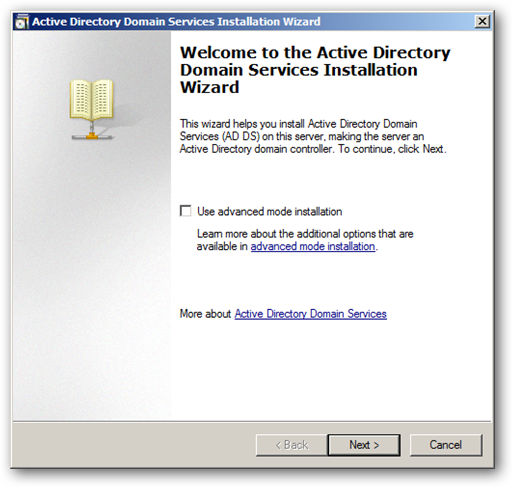 Active Directory Domain Services Installation Wizard
Welcome to the Active Directory
Domain Services Installation
Wizard
This wizard helps you install Active Directory Domain
Services (AD DS) on this server, making the server an
Active Directory domain controller. To continue, click Next.
Use advanced mode installation
Learn more about the additional options that are
available in advanced mode installation.
More about Active Directory Domain Services
< Back
Next >
Cancel